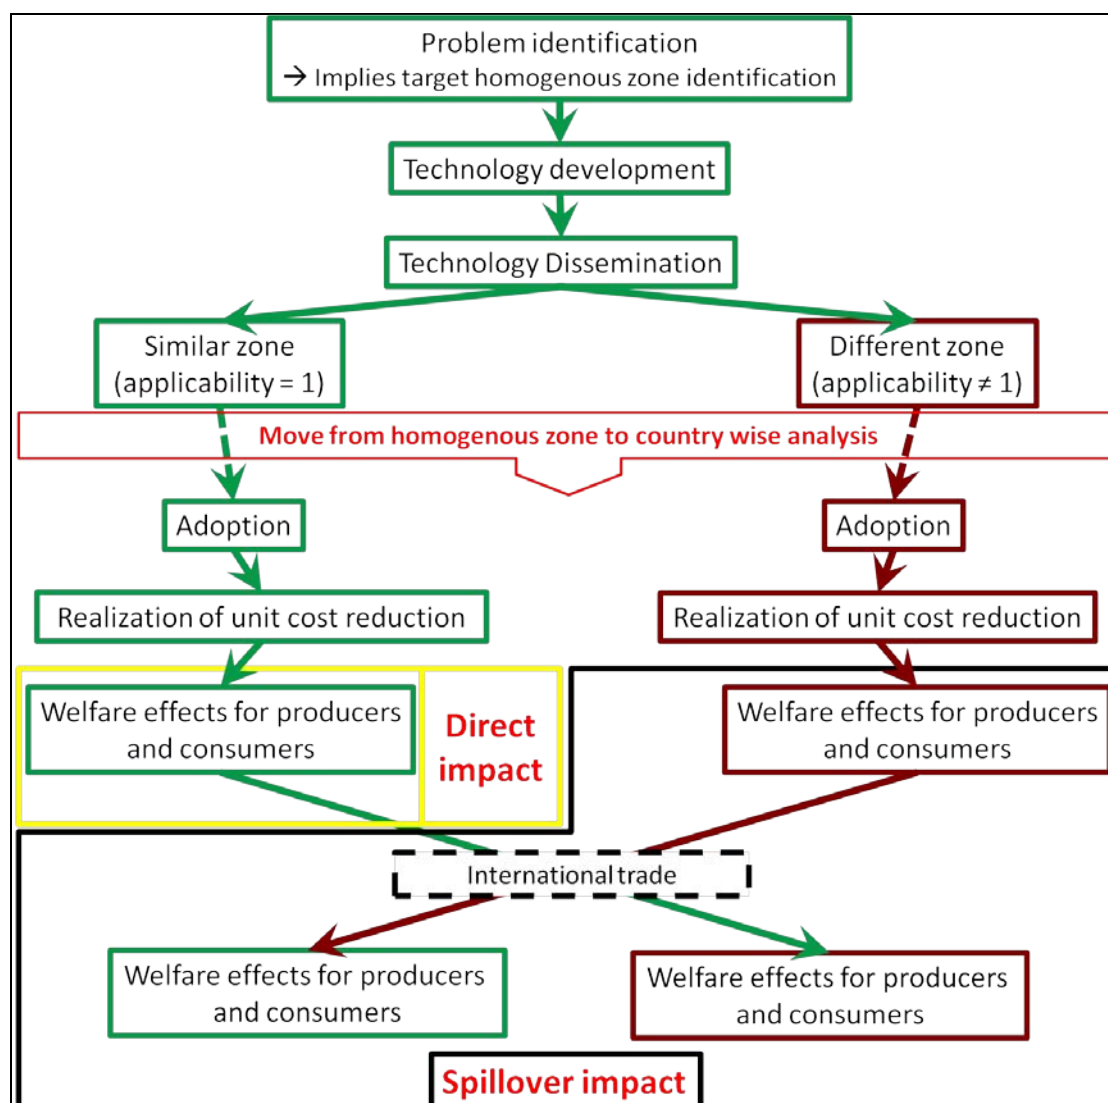 Problem identification
→ Implies target homogenous zone identification
Technology development
Technology Dissemination
Similar zone
(applicability = 1)
Different zone
(applicability ≠ 1)
Move from homogenous zone to country wise analysis
Adoption
Adoption
Realization of unit cost reduction
Realization of unit cost reduction
Welfare effects for producers
and consumers
Direct
impact
Welfare effects for producers
and consumers
International trade
Welfare effects for producers
and consumers
Welfare effects for producers
and consumers
Spillover impact